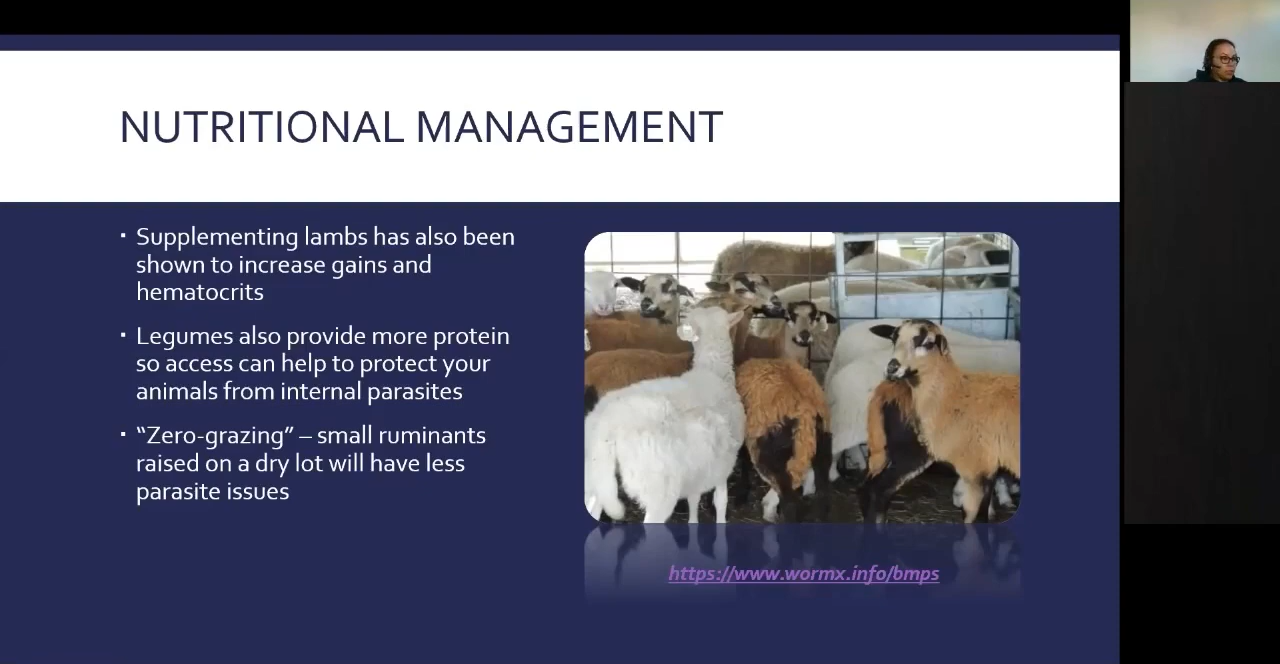 NUTRITIONAL MANAGEMENT
▪ Supplementing lambs has also been
shown to increase gains and
hematocrits
▪ Legumes also provide more protein
so access can help to protect your
animals from internal parasites
▪ “Zero-grazing” – small ruminants
raised on a dry lot will have less
parasite issues
https://www.wormx.info/bmps